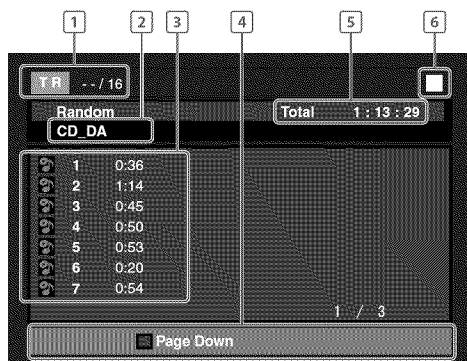 1 2 3 4 5 6
TR --/16
Random
Total 1:13:29
CD_DA
1 0:36
2 1:14
3 0:45
4 0:50
5 0:53
6 0:20
7 0:54
1 / 3
Page Down